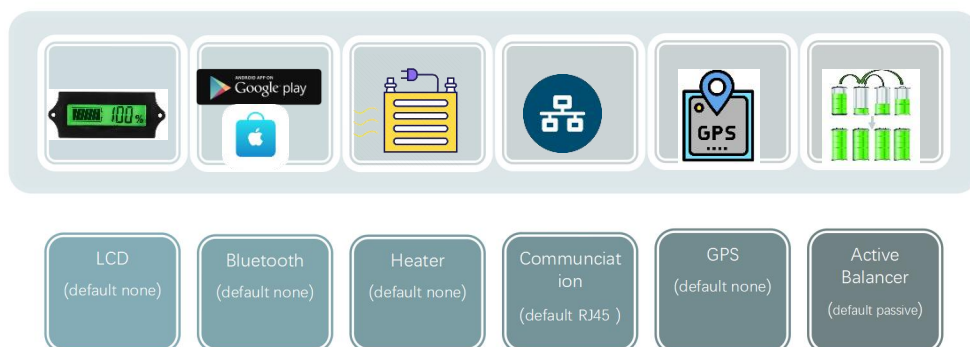 100%
ANDROID APP ON
Google play
GPS
LCD
(default none)
Bluetooth
(default none)
Heater
(default none)
Communciat
ion
(default RJ45 )
GPS
(default none)
Active
Balancer
(default passive)